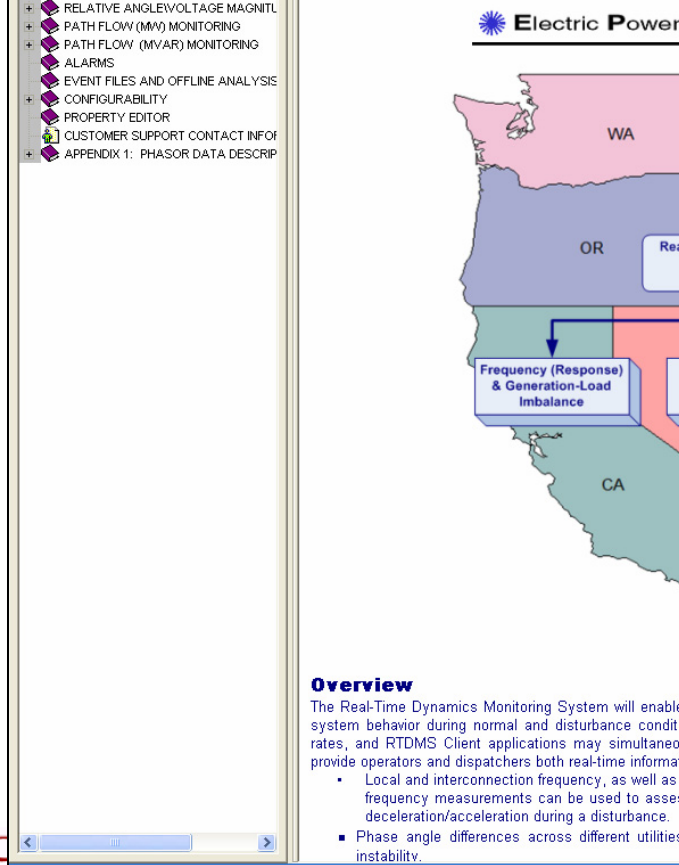 RELATIVE ANGLE\VOLTAGE MAGNITU
PATH FLOW (MW) MONITORING
PATH FLOW (MVAR) MONITORING
ALARMS
EVENT FILES AND OFFLINE ANALYSIS
CONFIGURABILITY
PROPERTY EDITOR
CUSTOMER SUPPORT CONTACT INFOR
APPENDIX 1: PHASOR DATA DESCRIP
Electric Power
WA
OR
Rea
Frequency (Response)
& Generation-Load
Imbalance
CA
Overview
The Real-Time Dynamics Monitoring System will enable
system behavior during normal and disturbance condit
rates, and RTDMS Client applications may simultaneo
provide operators and dispatchers both real-time informa
Local and interconnection frequency, as well as
frequency measurements can be used to asses
deceleration/acceleration during a disturbance.
Phase angle differences across different utilities
instability.